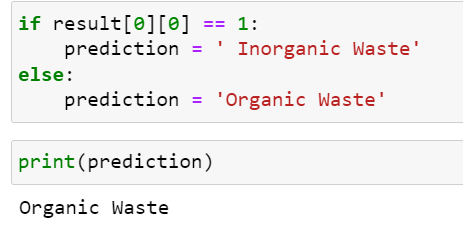 if result[0][0] == 1:
    prediction = ' Inorganic Waste'
else:
    prediction = 'Organic Waste'
print(prediction)
Organic Waste